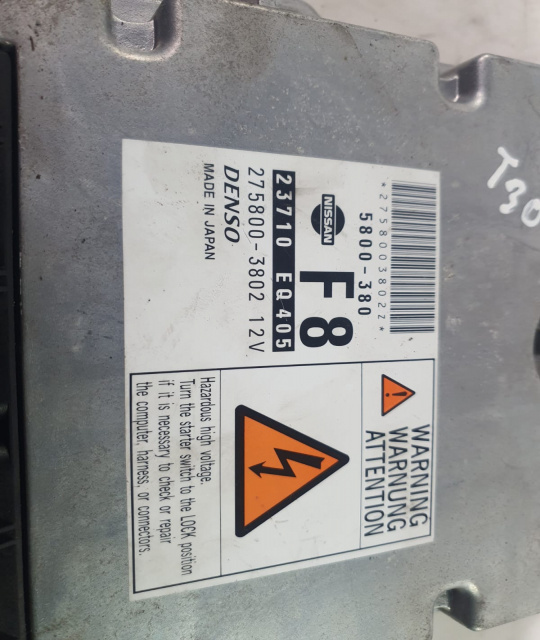 *2758003802Z*
5800-380
NISSAN
F8
23710 EQ405
275800-3802 12V
DENSO
MADE IN JAPAN
WARNING
WARNUNG
ATTENTION
Hazardous high voltage.
Turn the starter switch to the LOCK position
if it is necessary to check or repair
the computer, harness, or connectors.
T30